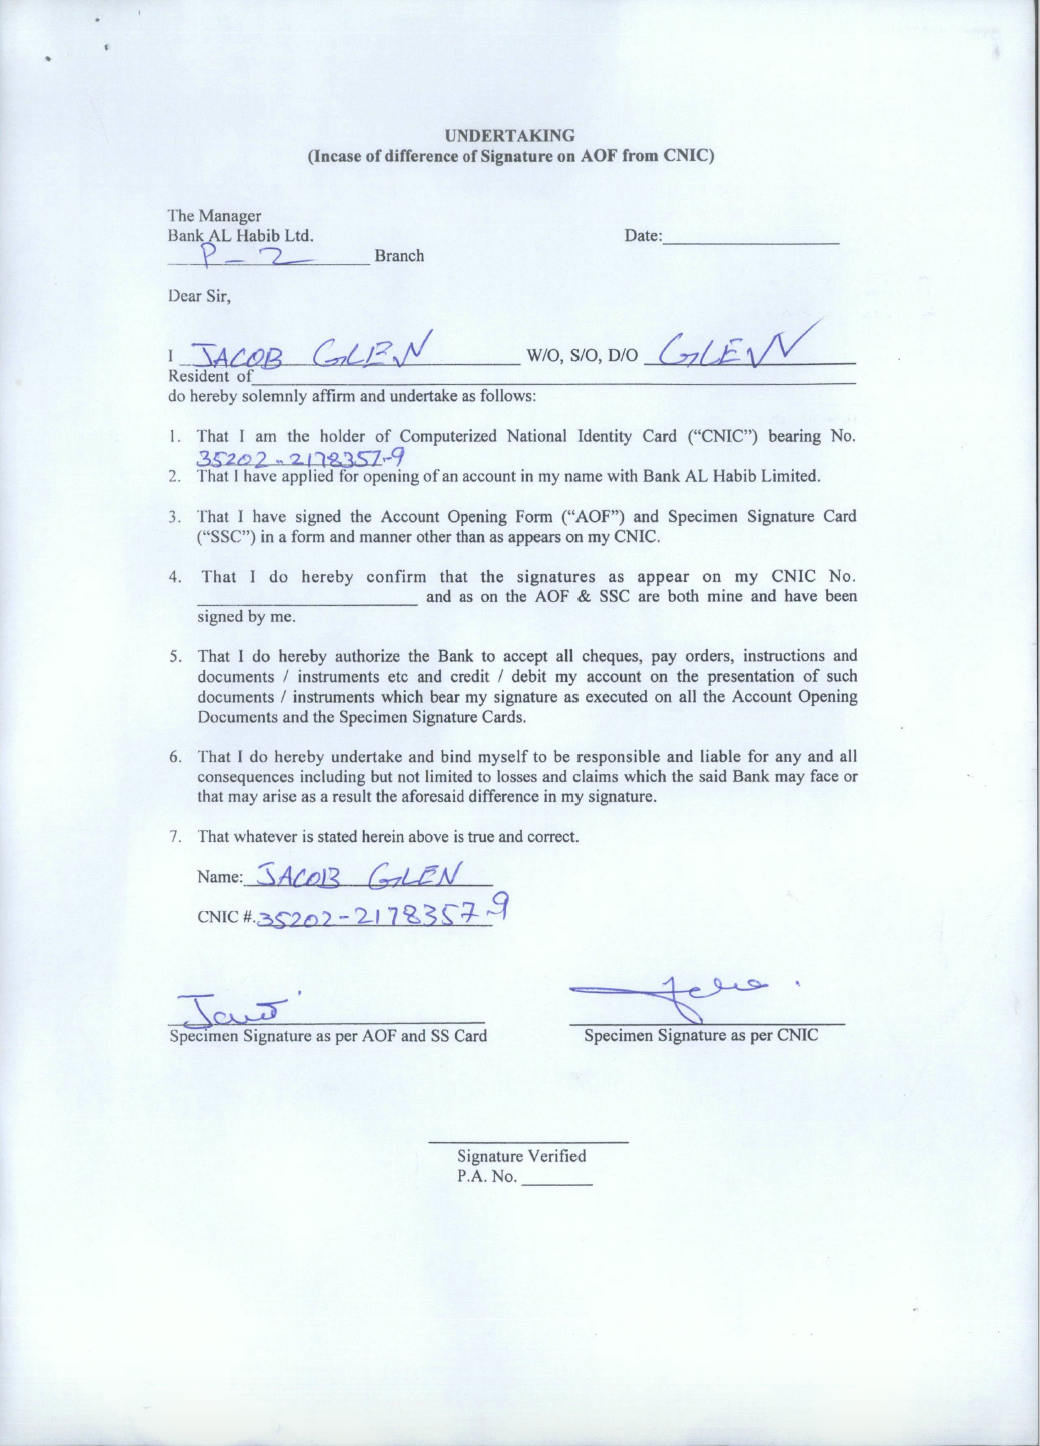 UNDERTAKING
(Incase of difference of Signature on AOF from CNIC)
The Manager
Bank AL Habib Ltd.
Date:
P-2 Branch
Dear Sir,
I JACOB GLEN W/O, S/O, D/O GLENN
Resident of
do hereby solemnly affirm and undertake as follows:
1. That I am the holder of Computerized National Identity Card (“CNIC”) bearing No.
35202-2178357-9
2. That I have applied for opening of an account in my name with Bank AL Habib Limited.
3. That I have signed the Account Opening Form (“AOF”) and Specimen Signature Card
(“SSC”) in a form and manner other than as appears on my CNIC.
4. That I do hereby confirm that the signatures as appear on my CNIC No.
and as on the AOF & SSC are both mine and have been
signed by me.
5. That I do hereby authorize the Bank to accept all cheques, pay orders, instructions and
documents / instruments etc and credit / debit my account on the presentation of such
documents / instruments which bear my signature as executed on all the Account Opening
Documents and the Specimen Signature Cards.
6. That I do hereby undertake and bind myself to be responsible and liable for any and all
consequences including but not limited to losses and claims which the said Bank may face or
that may arise as a result the aforesaid difference in my signature.
7. That whatever is stated herein above is true and correct.
Name: JACOB GLEN
CNIC #. 35202-2178357-9
Specimen Signature as per AOF and SS Card
Specimen Signature as per CNIC
Signature Verified
P.A. No.